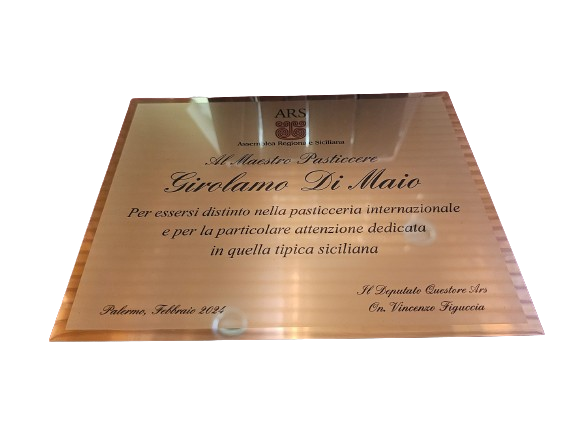 ARS
Assemblea Regionale Siciliana
Al Maestro Pasticcere
Girolamo Di Maio
Per essersi distinto nella pasticceria internazionale
e per la particolare attenzione dedicata
in quella tipica siciliana
Il Deputato Questore Ars
On. Vincenzo Figuccia
Palermo, Febbraio 2024